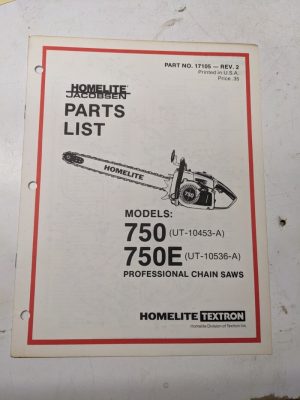 PART NO. 17105 — REV. 2
Printed in U.S.A.
Price .35
HOMELITE
JACOBSEN
PARTS
LIST
HOMELITE
750
MODELS:
750 (UT-10453-A)
750E (UT-10536-A)
PROFESSIONAL CHAIN SAWS
HOMELITE TEXTRON
Homelite Division of Textron Inc.